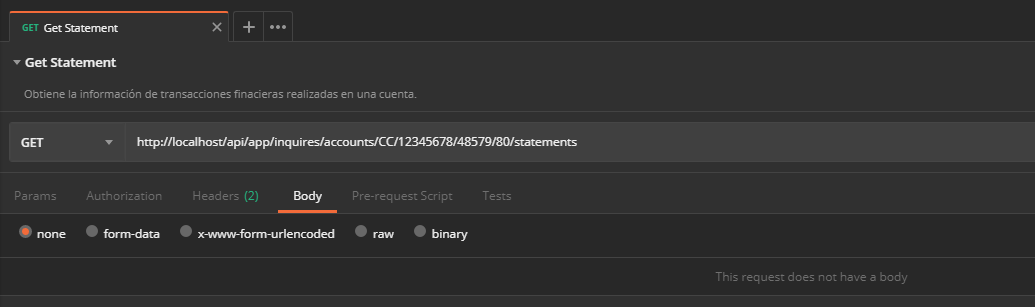 GET Get Statement
Get Statement
Obtiene la información de transacciones finacieras realizadas en una cuenta.
GET http://localhost/api/app/inquires/accounts/CC/12345678/48579/80/statements
Params Authorization Headers (2) Body Pre-request Script Tests
none form-data x-www-form-urlencoded raw binary
This request does not have a body